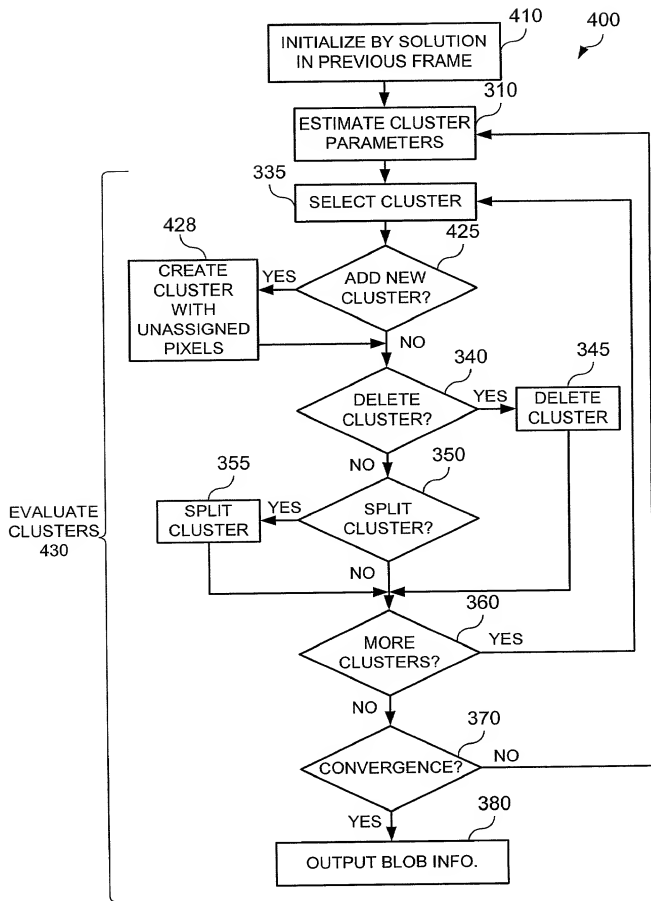 410
400
INITIALIZE BY SOLUTION
IN PREVIOUS FRAME
310
ESTIMATE CLUSTER
PARAMETERS
335
SELECT CLUSTER
428
425
CREATE
CLUSTER
WITH
UNASSIGNED
PIXELS
YES
ADD NEW
CLUSTER?
NO
340
345
DELETE
CLUSTER?
YES
DELETE
CLUSTER
NO
355
350
EVALUATE
CLUSTERS
430
SPLIT
CLUSTER
YES
SPLIT
CLUSTER?
NO
360
MORE
CLUSTERS?
YES
NO
370
CONVERGENCE?
NO
YES
380
OUTPUT BLOB INFO.